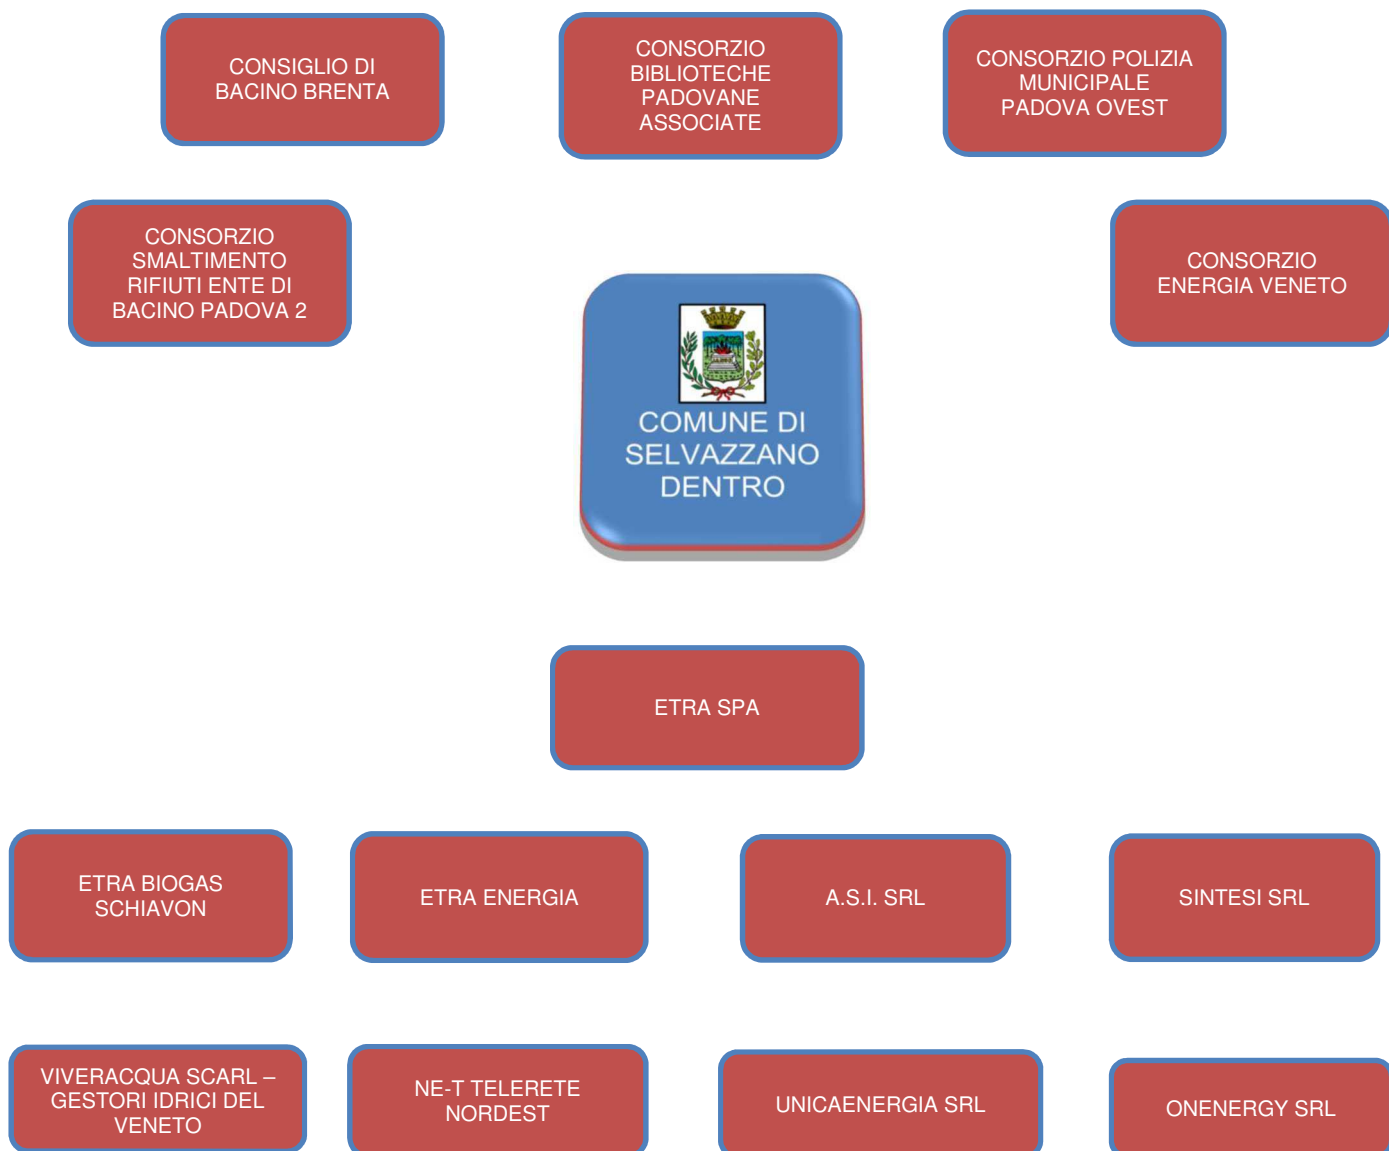 CONSIGLIO DI
BACINO BRENTA
CONSORZIO
BIBLIOTECHE
PADOVANE
ASSOCIATE
CONSORZIO POLIZIA
MUNICIPALE
PADOVA OVEST
CONSORZIO
SMALTIMENTO
RIFIUTI ENTE DI
BACINO PADOVA 2
CONSORZIO
ENERGIA VENETO
COMUNE DI
SELVAZZANO
DENTRO
ETRA SPA
ETRA BIOGAS
SCHIAVON
ETRA ENERGIA
A.S.I. SRL
SINTESI SRL
VIVERACQUA SCARL –
GESTORI IDRICI DEL
VENETO
NE-T TELERETE
NORDEST
UNICAENERGIA SRL
ONENERGY SRL